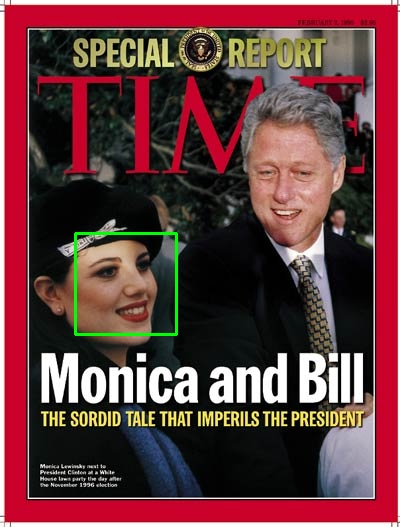 FEBRUARY 2, 1998 $2.95
SPECIAL REPORT
TIME
Monica and Bill
THE SORDID TALE THAT IMPERILS THE PRESIDENT
Monica Lewinsky next to
President Clinton at a White
House lawn party the day after
the November 1996 election